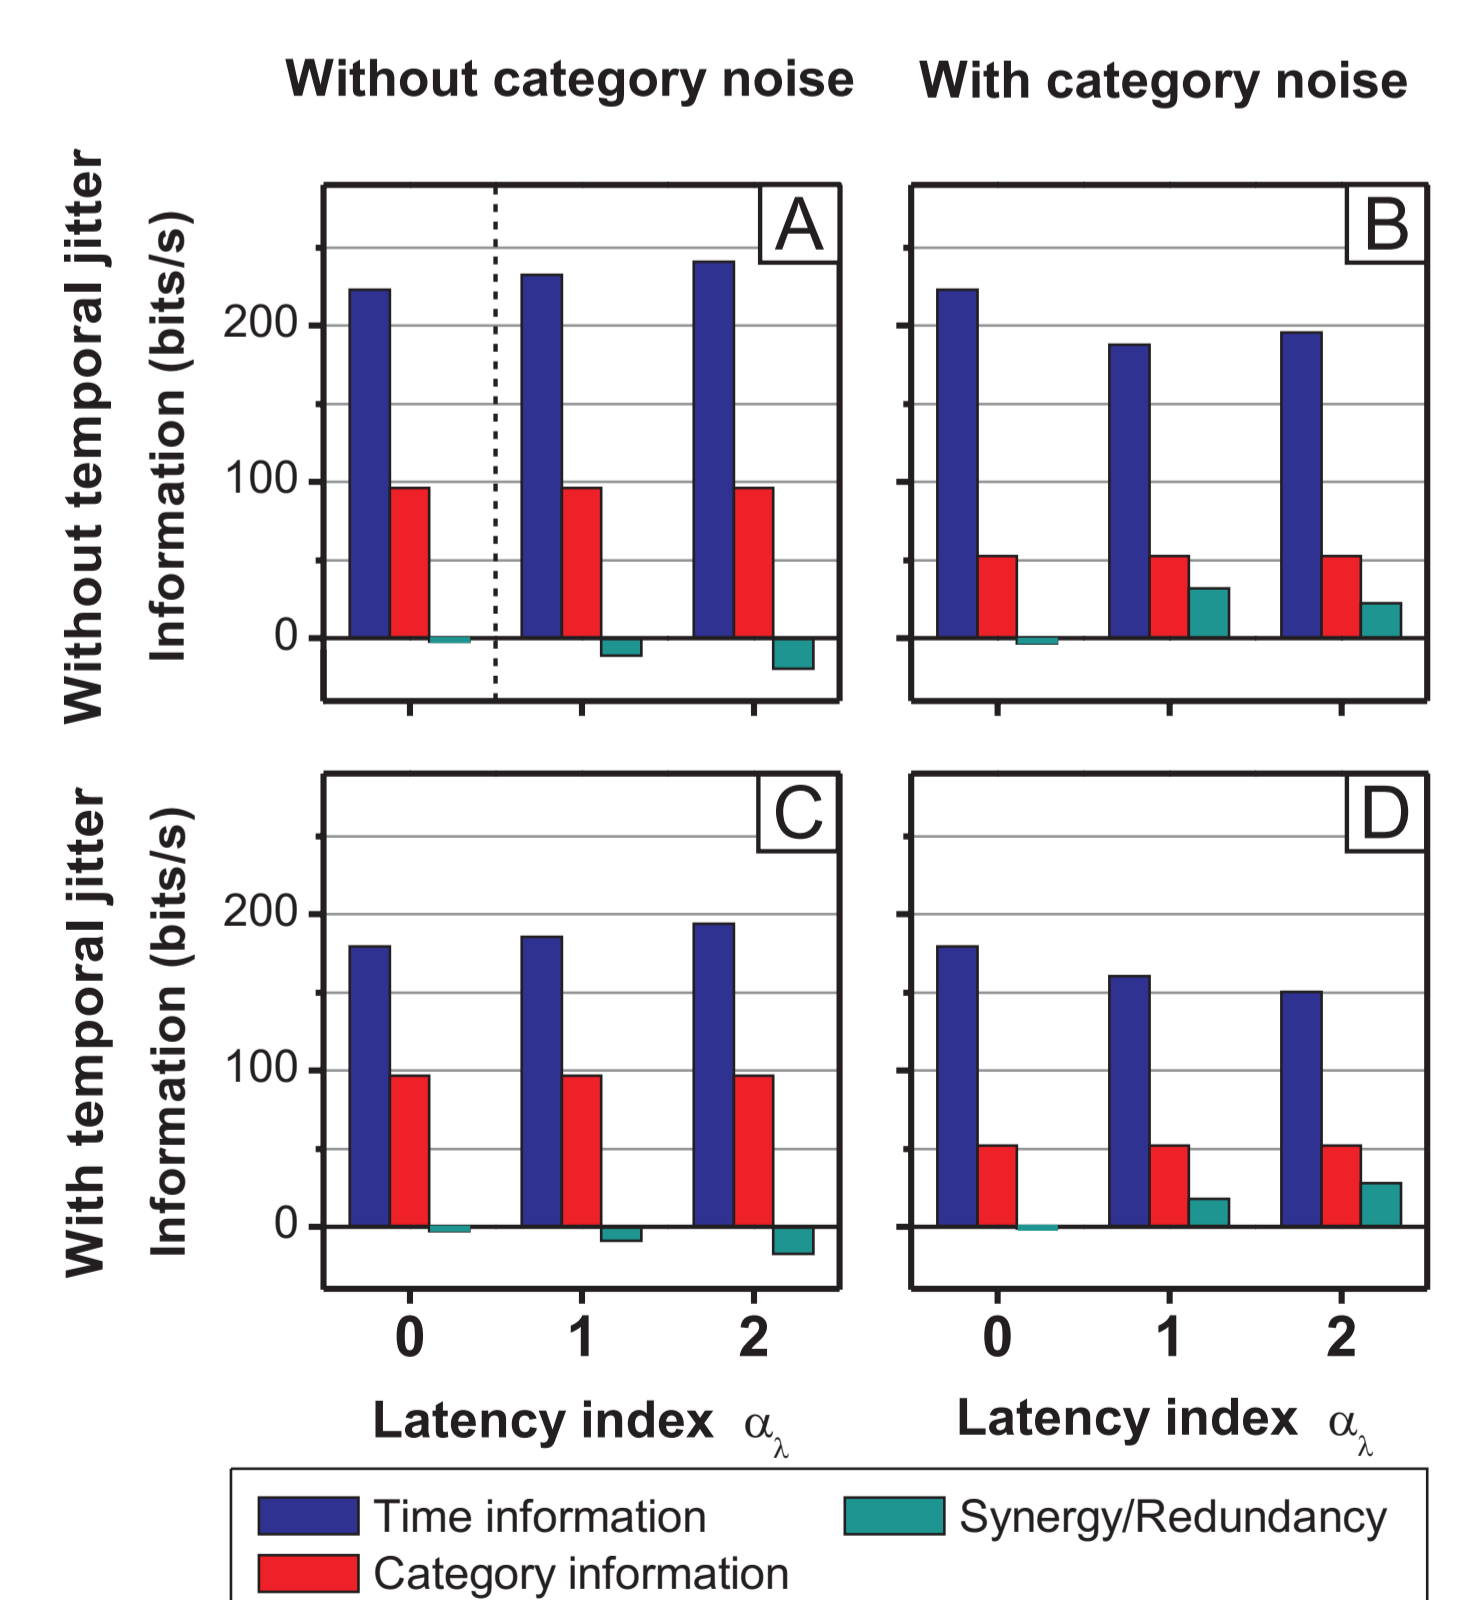 Without category noise
With category noise
Without temporal jitter
Information (bits/s)
A
B
200
100
0
With temporal jitter
Information (bits/s)
C
D
200
100
0
0 1 2
0 1 2
Latency index αλ
Latency index αλ
Time information
Synergy/Redundancy
Category information